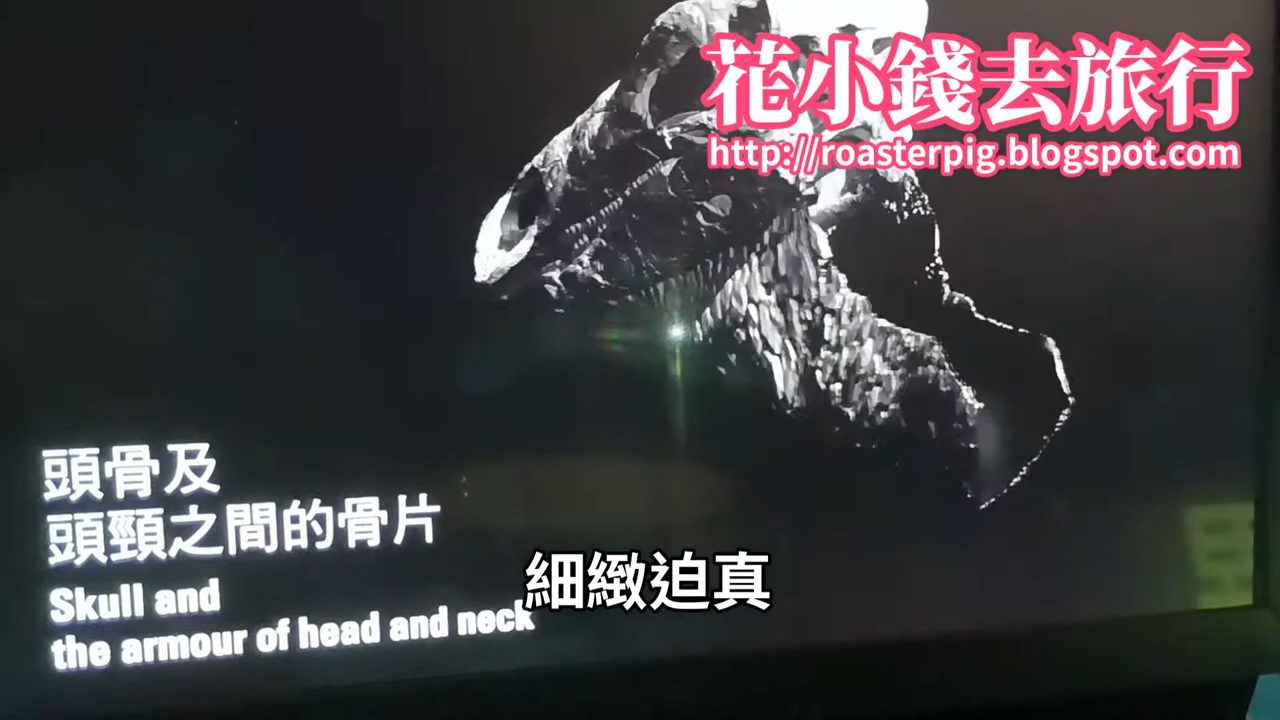 花小錢去旅行
http://roasterpig.blogspot.com
頭骨及
頭頸之間的骨片
Skull and
the armour of head and neck
細緻迫真